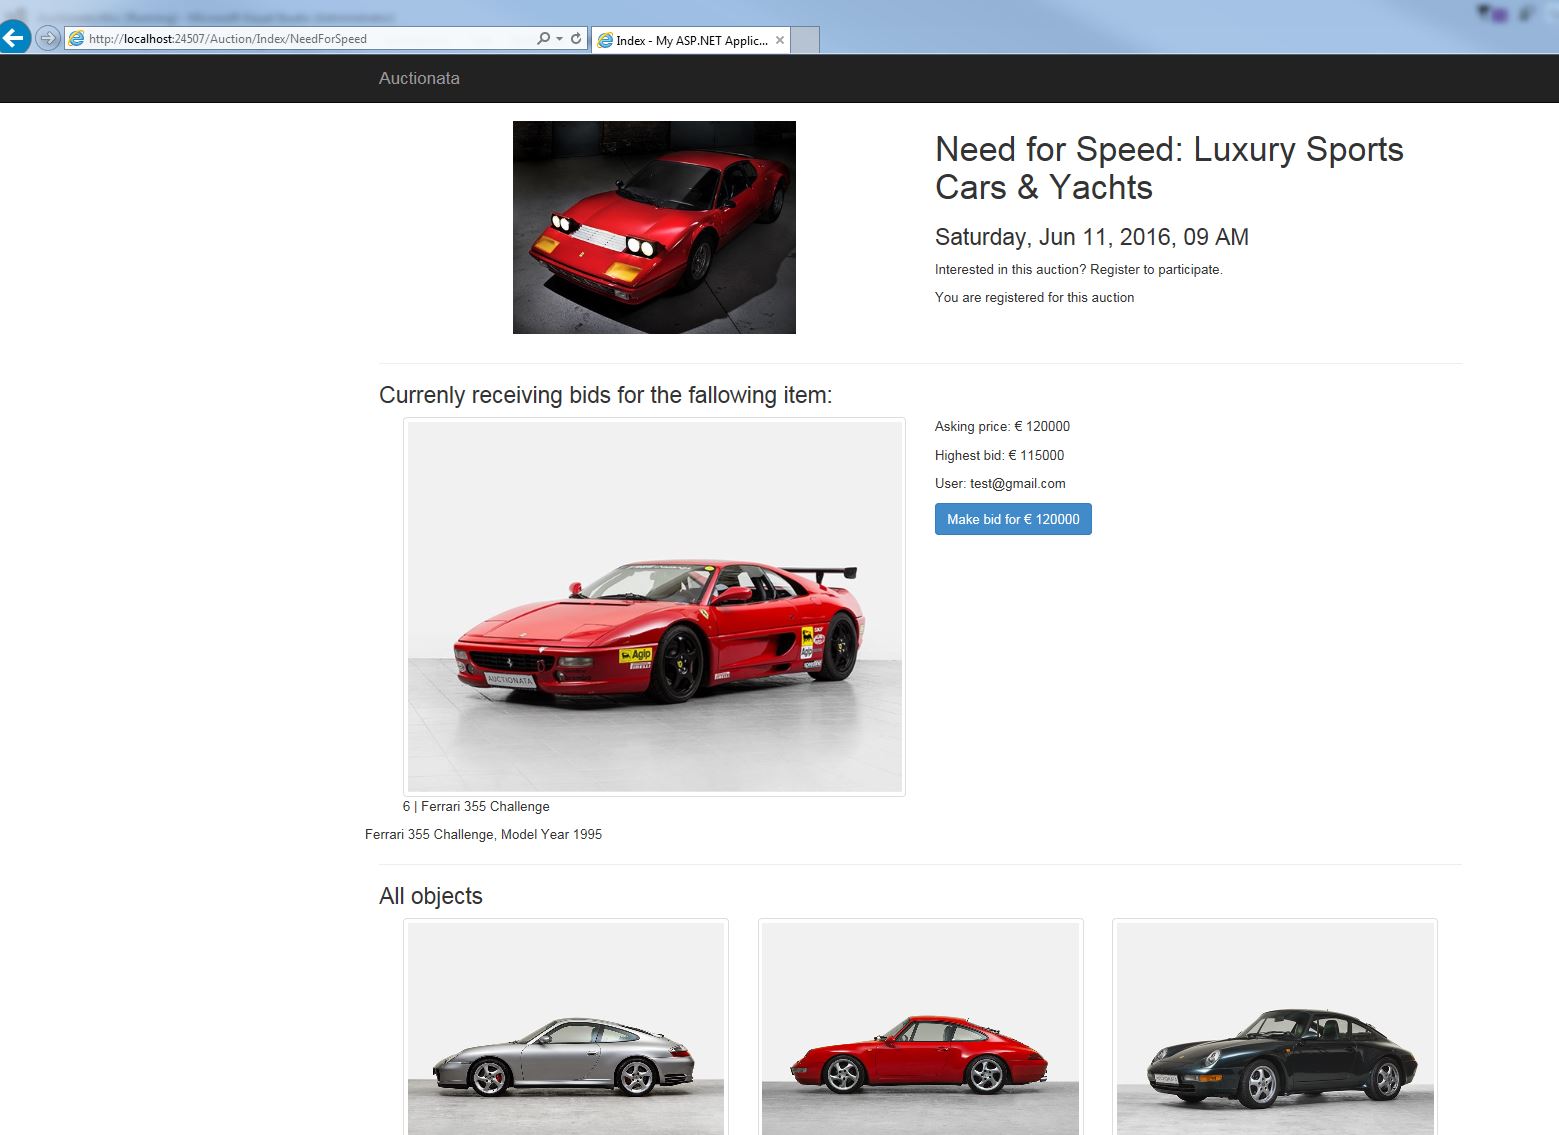 http://localhost:24507/Auction/Index/NeedForSpeed
Index - My ASP.NET Applic...
Auctionata
Need for Speed: Luxury Sports
Cars & Yachts
Saturday, Jun 11, 2016, 09 AM
Interested in this auction? Register to participate.
You are registered for this auction
Currenly receiving bids for the fallowing item:
Asking price: € 120000
Highest bid: € 115000
User: test@gmail.com
Make bid for € 120000
Agip
AUCTIONATA
6 | Ferrari 355 Challenge
Ferrari 355 Challenge, Model Year 1995
All objects